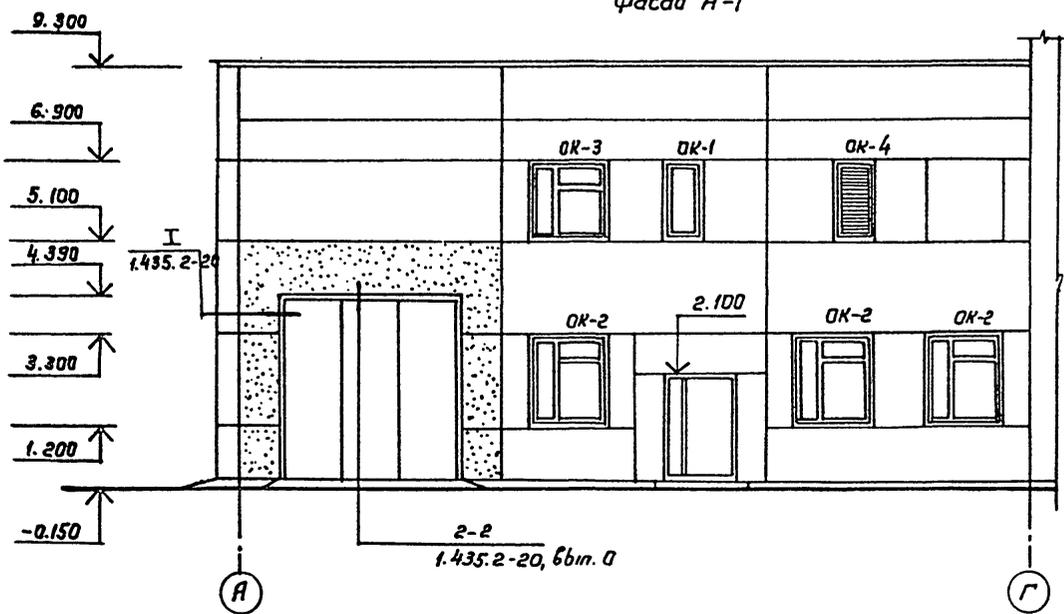 Фасад А-Г
9.300
6.900
ОК-3 ОК-1 ОК-4
5.100
I
1.435.2-20
4.390
2.100
ОК-2 ОК-2 ОК-2
3.300
1.200
-0.150
2-2
1.435.2-20, вып. 0
А Г